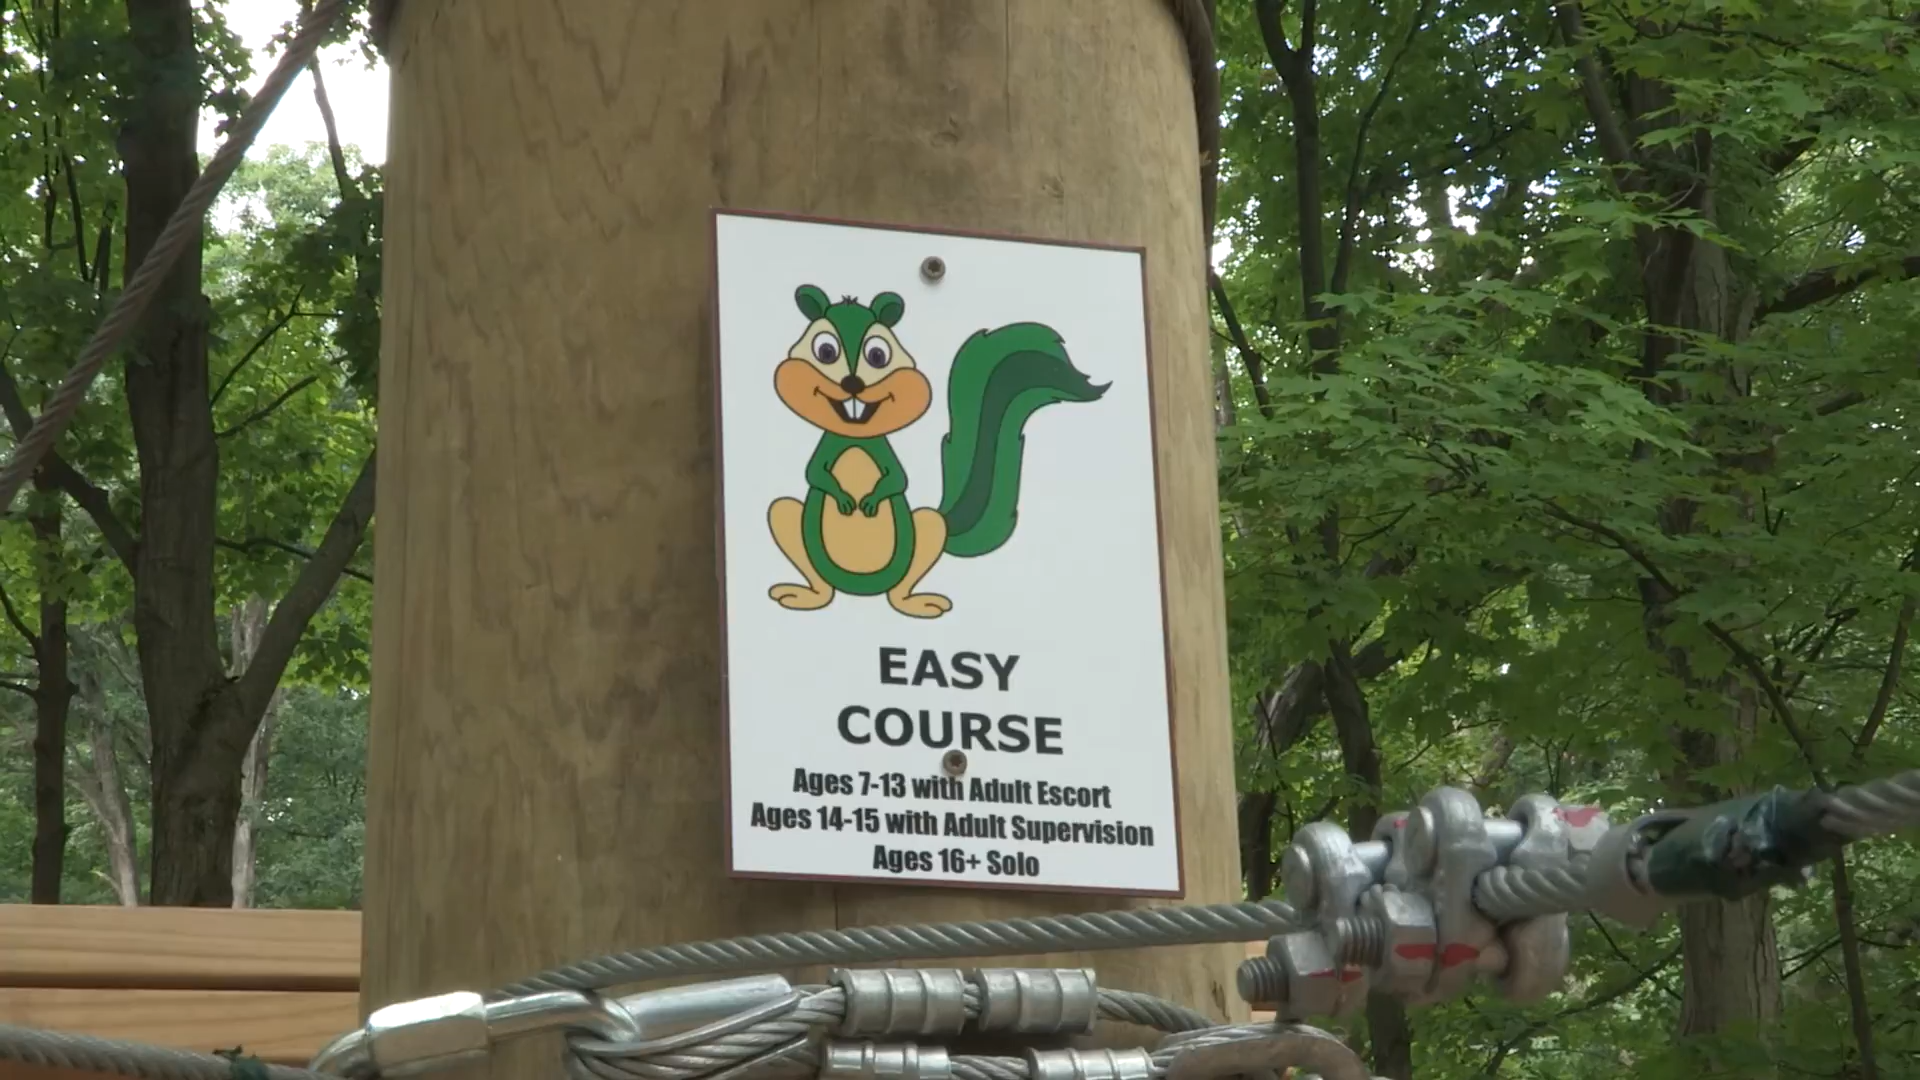 EASY
COURSE
Ages 7-13 with Adult Escort
Ages 14-15 with Adult Supervision
Ages 16+ Solo